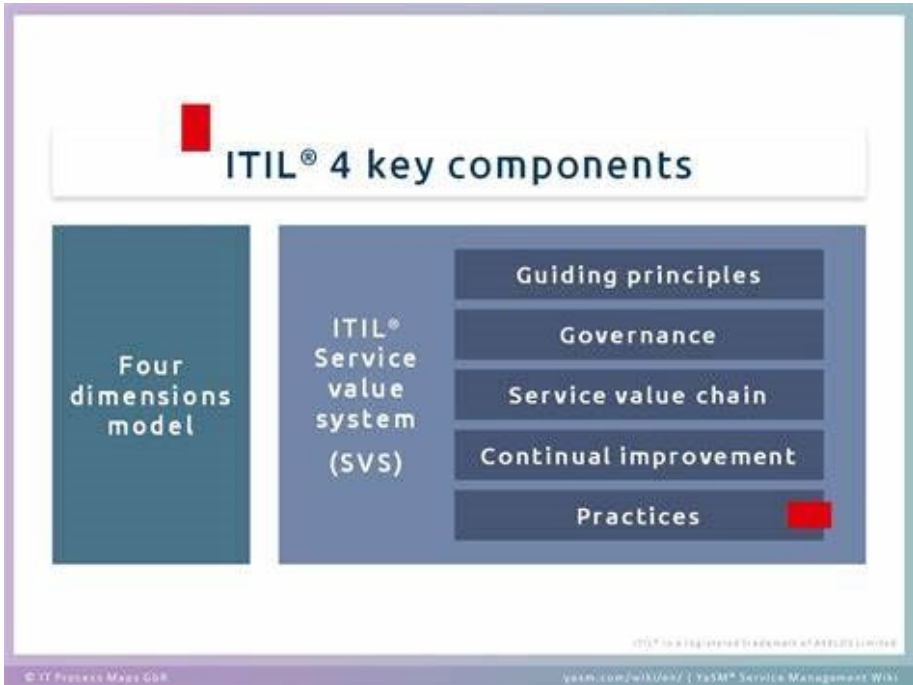 ITIL® 4 key components
Four
dimensions
model
ITIL®
Service
value
system
(SVS)
Guiding principles
Governance
Service value chain
Continual improvement
Practices
ITIL® is a registered trademark of AXELOS Limited
© IT Process Maps GbR
yasm.com/wiki/en/ | YaSM® Service Management Wiki